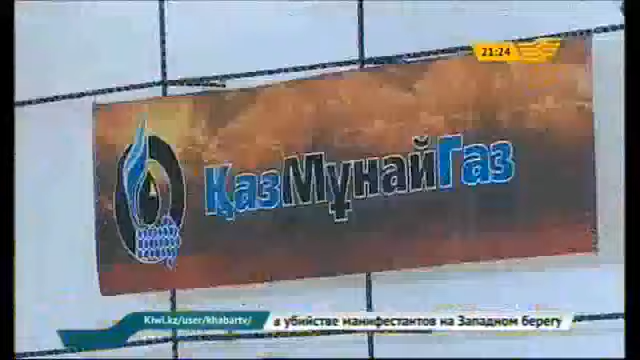 21:24
ҚазМұнайГаз
Kiwi.kz/user/khabartv/
в убийстве манифестантов на Западном берегу